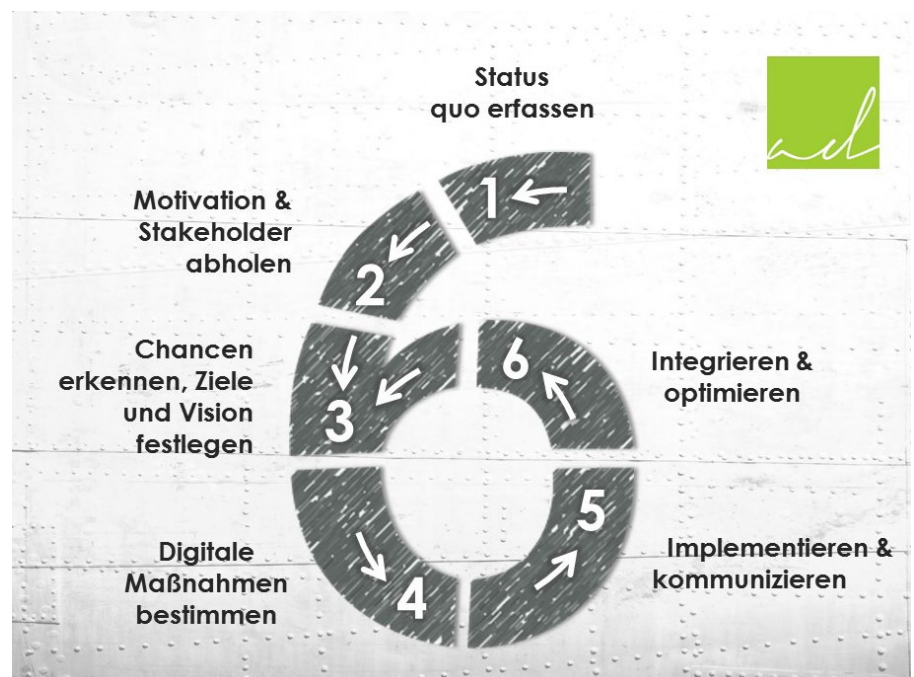 Status
quo erfassen
ad
1
Motivation &
Stakeholder
abholen
2
Chancen
erkennen, Ziele
und Vision
festlegen
3
6
Integrieren &
optimieren
5
Digitale
Maßnahmen
bestimmen
4
Implementieren &
kommunizieren